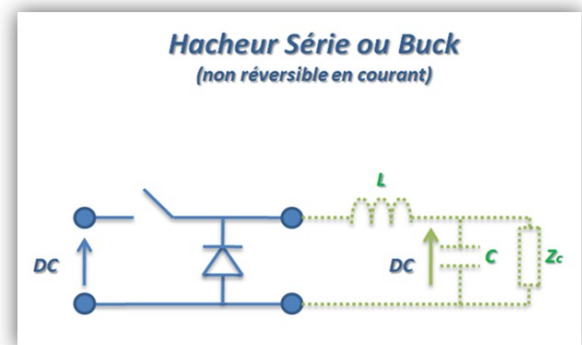 Hacheur Série ou Buck
(non réversible en courant)
L
DC
DC
C
Zc